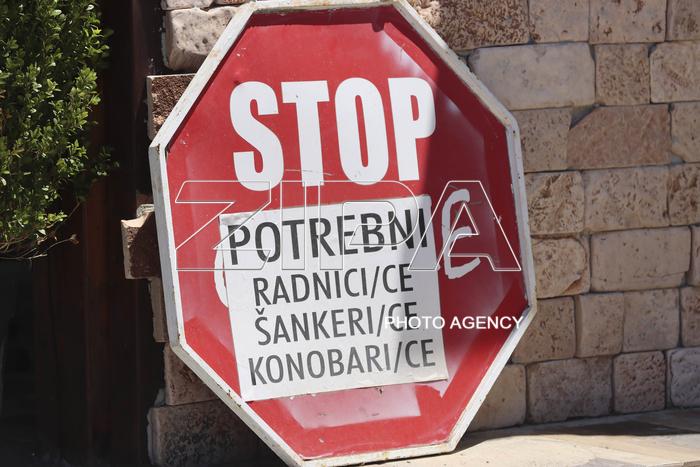 STOP
ZIPA
POTREBNI
RADNICI/CE
ŠANKERI/CE
PHOTO AGENCY
KONOBARI/CE